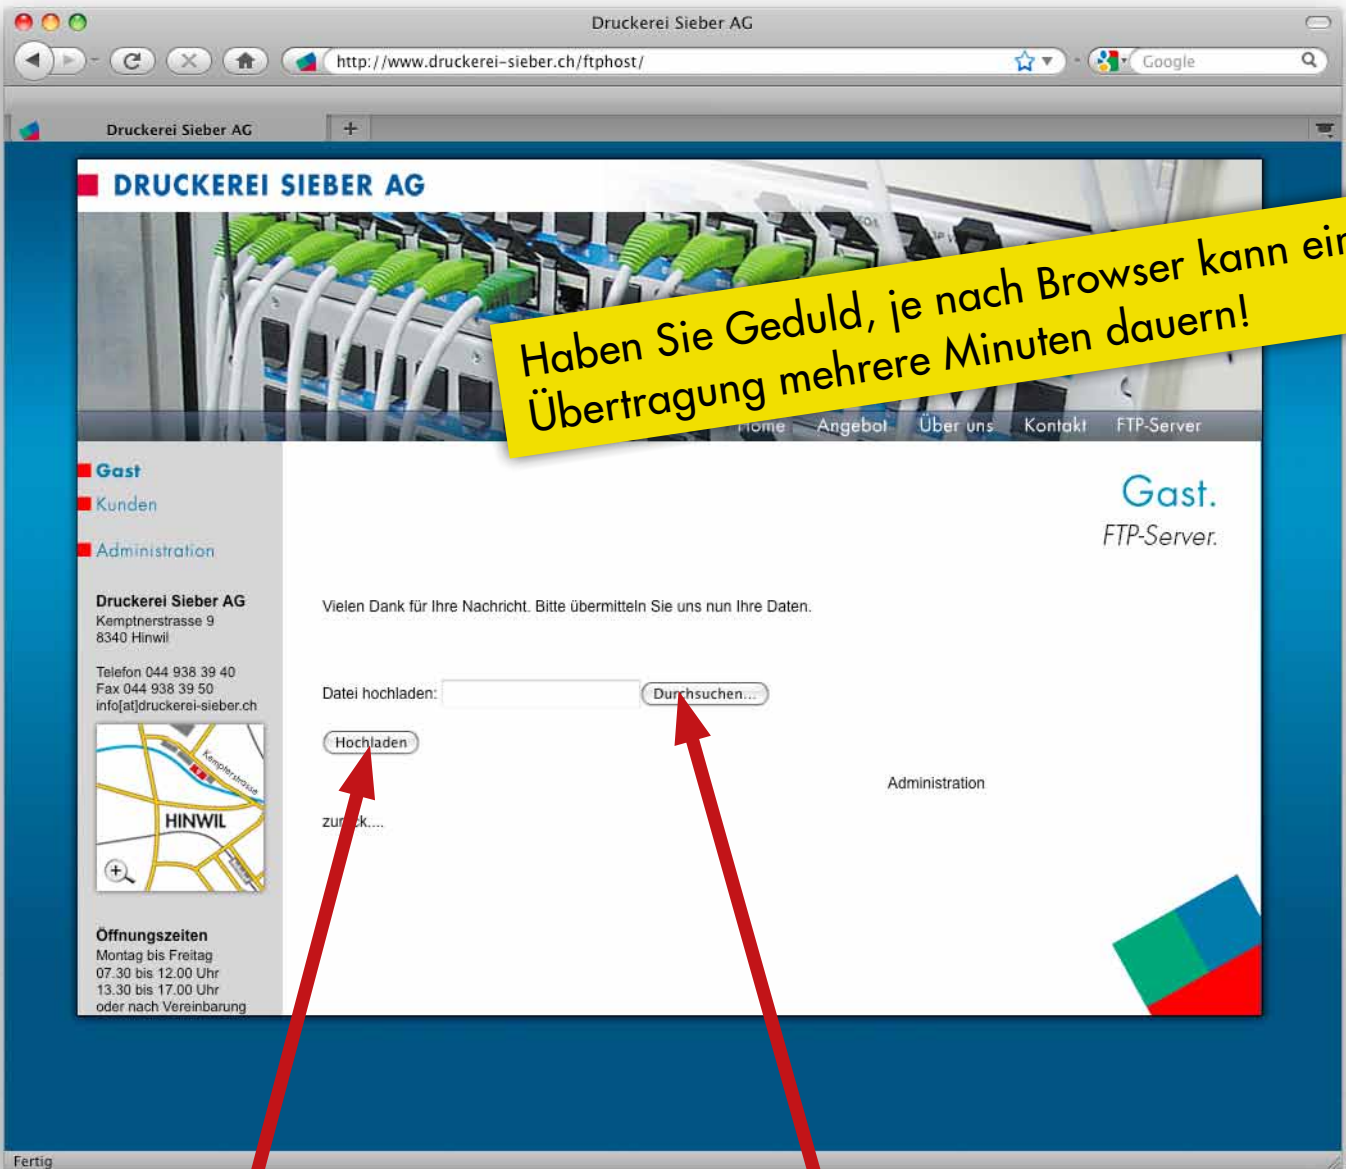 Druckerei Sieber AG
http://www.druckerei-sieber.ch/ftphost/
Google
Druckerei Sieber AG
DRUCKEREI SIEBER AG
Haben Sie Geduld, je nach Browser kann ein
Übertragung mehrere Minuten dauern!
Home Angebot Über uns Kontakt FTP-Server
Gast
Kunden
Administration
Gast.
FTP-Server.
Druckerei Sieber AG
Kemptnerstrasse 9
8340 Hinwil
Telefon 044 938 39 40
Fax 044 938 39 50
info[at]druckerei-sieber.ch
Kempterstrasse
HINWIL
Öffnungszeiten
Montag bis Freitag
07.30 bis 12.00 Uhr
13.30 bis 17.00 Uhr
oder nach Vereinbarung
Vielen Dank für Ihre Nachricht. Bitte übermitteln Sie uns nun Ihre Daten.
Datei hochladen: Durchsuchen...
Hochladen
Administration
zurück....
Fertig